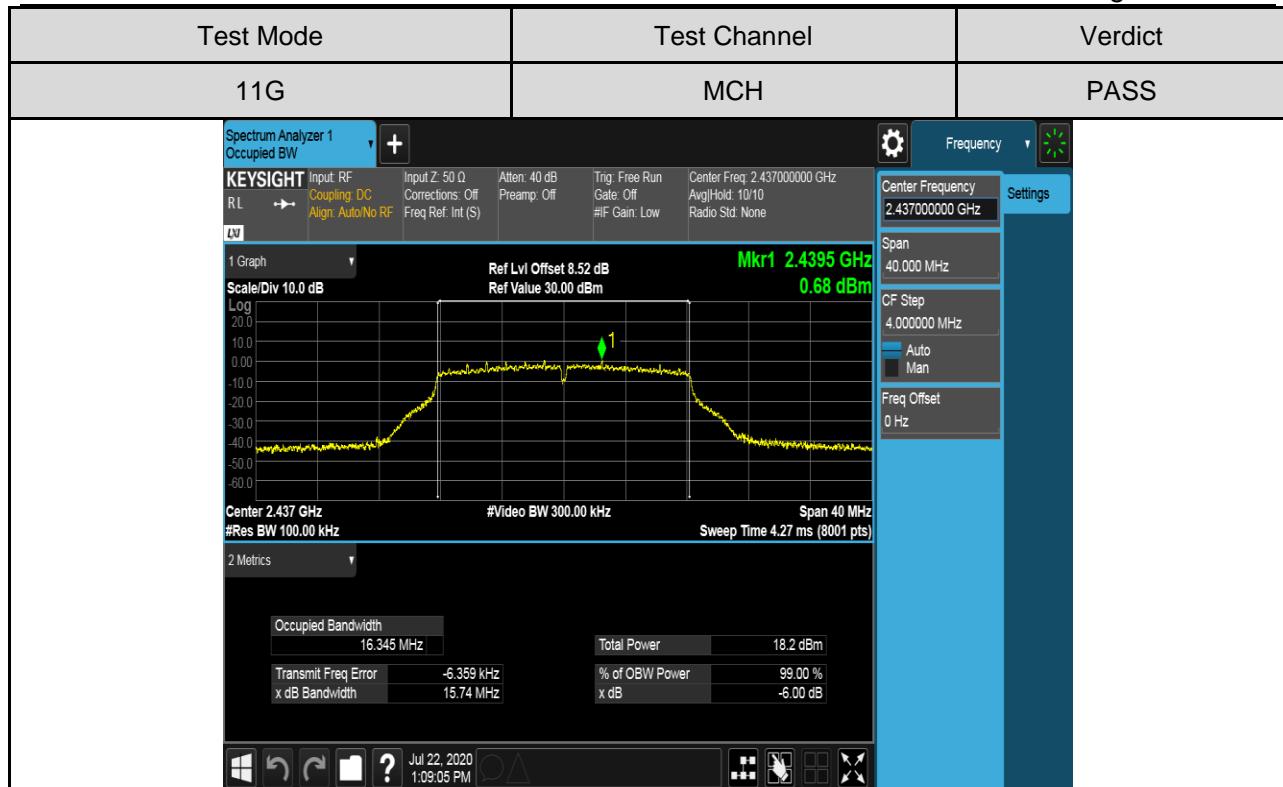 Test Mode Test Channel Verdict
11G MCH PASS
Spectrum Analyzer 1
Occupied BW
+
Frequency
KEYSIGHT Input: RF Input Z: 50 Ω Atten: 40 dB Trig: Free Run Center Freq: 2.437000000 GHz
RL Coupling: DC Corrections: Off Preamp: Off Gate: Off Avg|Hold: 10/10
Align: Auto/No RF Freq Ref: Int (S) #IF Gain: Low Radio Std: None
LXI
Center Frequency
2.437000000 GHz
Settings
Span
40.000 MHz
CF Step
4.000000 MHz
Auto
Man
Freq Offset
0 Hz
1 Graph
Ref Lvl Offset 8.52 dB
Mkr1 2.4395 GHz
Scale/Div 10.0 dB
Ref Value 30.00 dBm
0.68 dBm
Log
20.0
10.0
0.00
-10.0
-20.0
-30.0
-40.0
-50.0
-60.0
1
Center 2.437 GHz #Video BW 300.00 kHz Span 40 MHz
#Res BW 100.00 kHz Sweep Time 4.27 ms (8001 pts)
2 Metrics
Occupied Bandwidth
16.345 MHz
Total Power 18.2 dBm
Transmit Freq Error -6.359 kHz
% of OBW Power 99.00 %
x dB Bandwidth 15.74 MHz
x dB -6.00 dB
?
Jul 22, 2020
1:09:05 PM